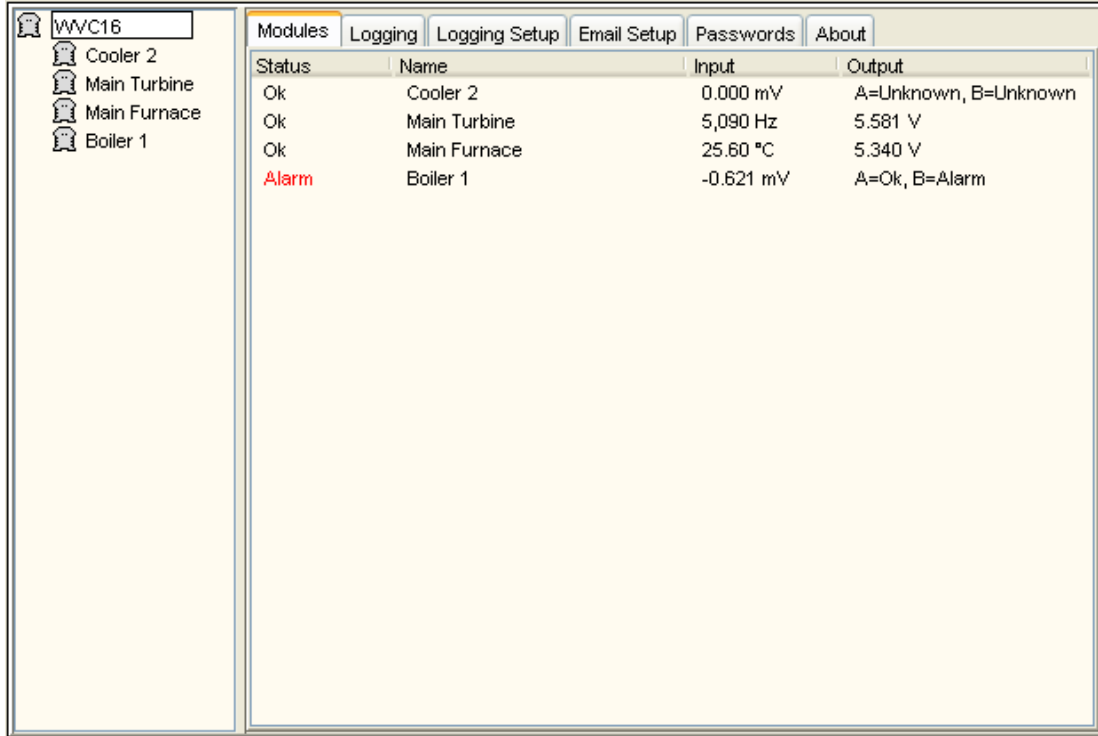 WVC16
Cooler 2
Main Turbine
Main Furnace
Boiler 1
Modules Logging Logging Setup Email Setup Passwords About
Status Name Input Output
Ok Cooler 2 0.000 mV A=Unknown, B=Unknown
Ok Main Turbine 5,090 Hz 5.581 V
Ok Main Furnace 25.60 °C 5.340 V
Alarm Boiler 1 -0.621 mV A=Ok, B=Alarm